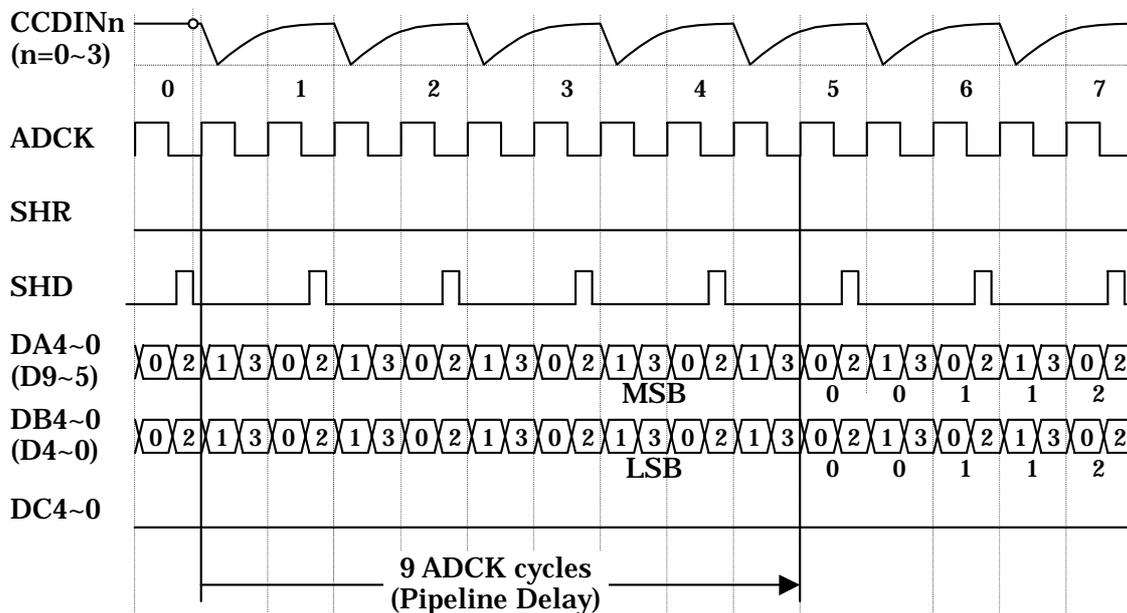 CCDINn
(n=0~3)
0 1 2 3 4 5 6 7
ADCK
SHR
SHD
DA4~0
(D9~5)
0 2 1 3 0 2 1 3 0 2 1 3 0 2 1 3 0 2 1 3 0 2 1 3 0 2 1 3 0 2
MSB 0 0 1 1 2
DB4~0
(D4~0)
0 2 1 3 0 2 1 3 0 2 1 3 0 2 1 3 0 2 1 3 0 2 1 3 0 2 1 3 0 2
LSB 0 0 1 1 2
DC4~0
9 ADCK cycles
(Pipeline Delay)